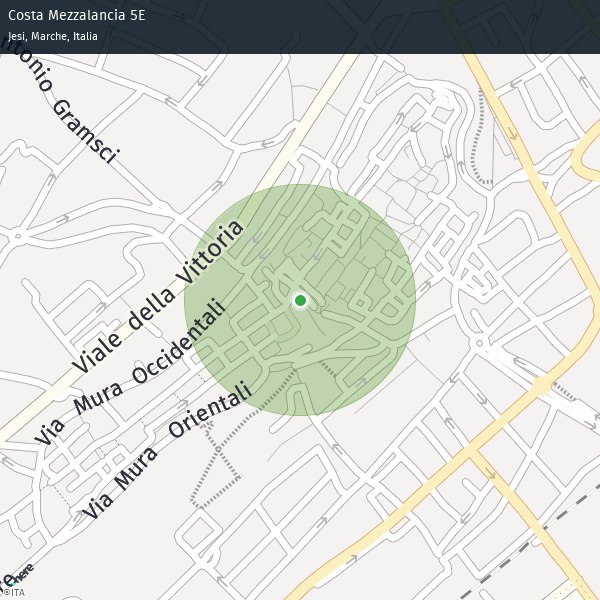 Costa Mezzalancia 5E
Jesi, Marche, Italia
ntonio Gramsci
Viale della Vittoria
Via Mura Occidentali
Via Mura Orientali
re
here
©ITA